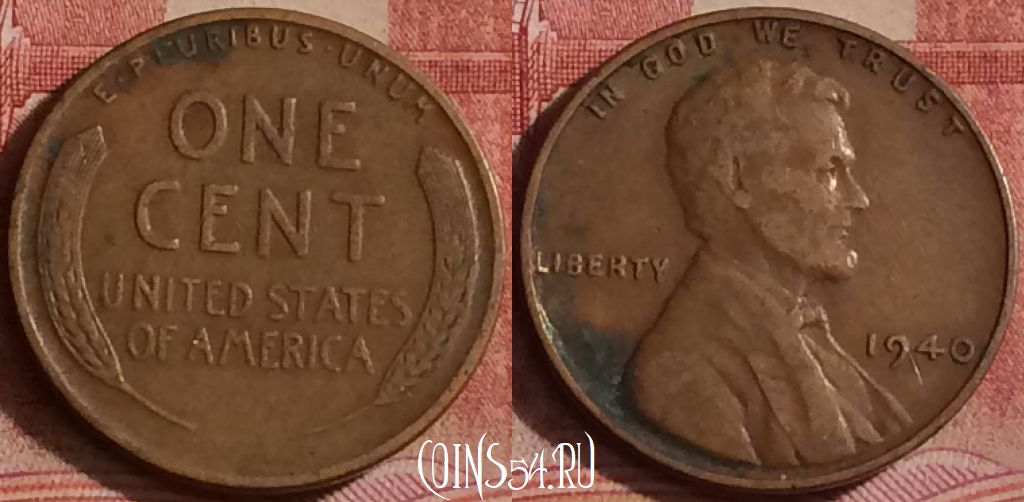 E·PLURIBUS·UNUM
ONE
CENT
UNITED STATES
OF AMERICA
IN GOD WE TRUST
LIBERTY
1940
COINS54.RU